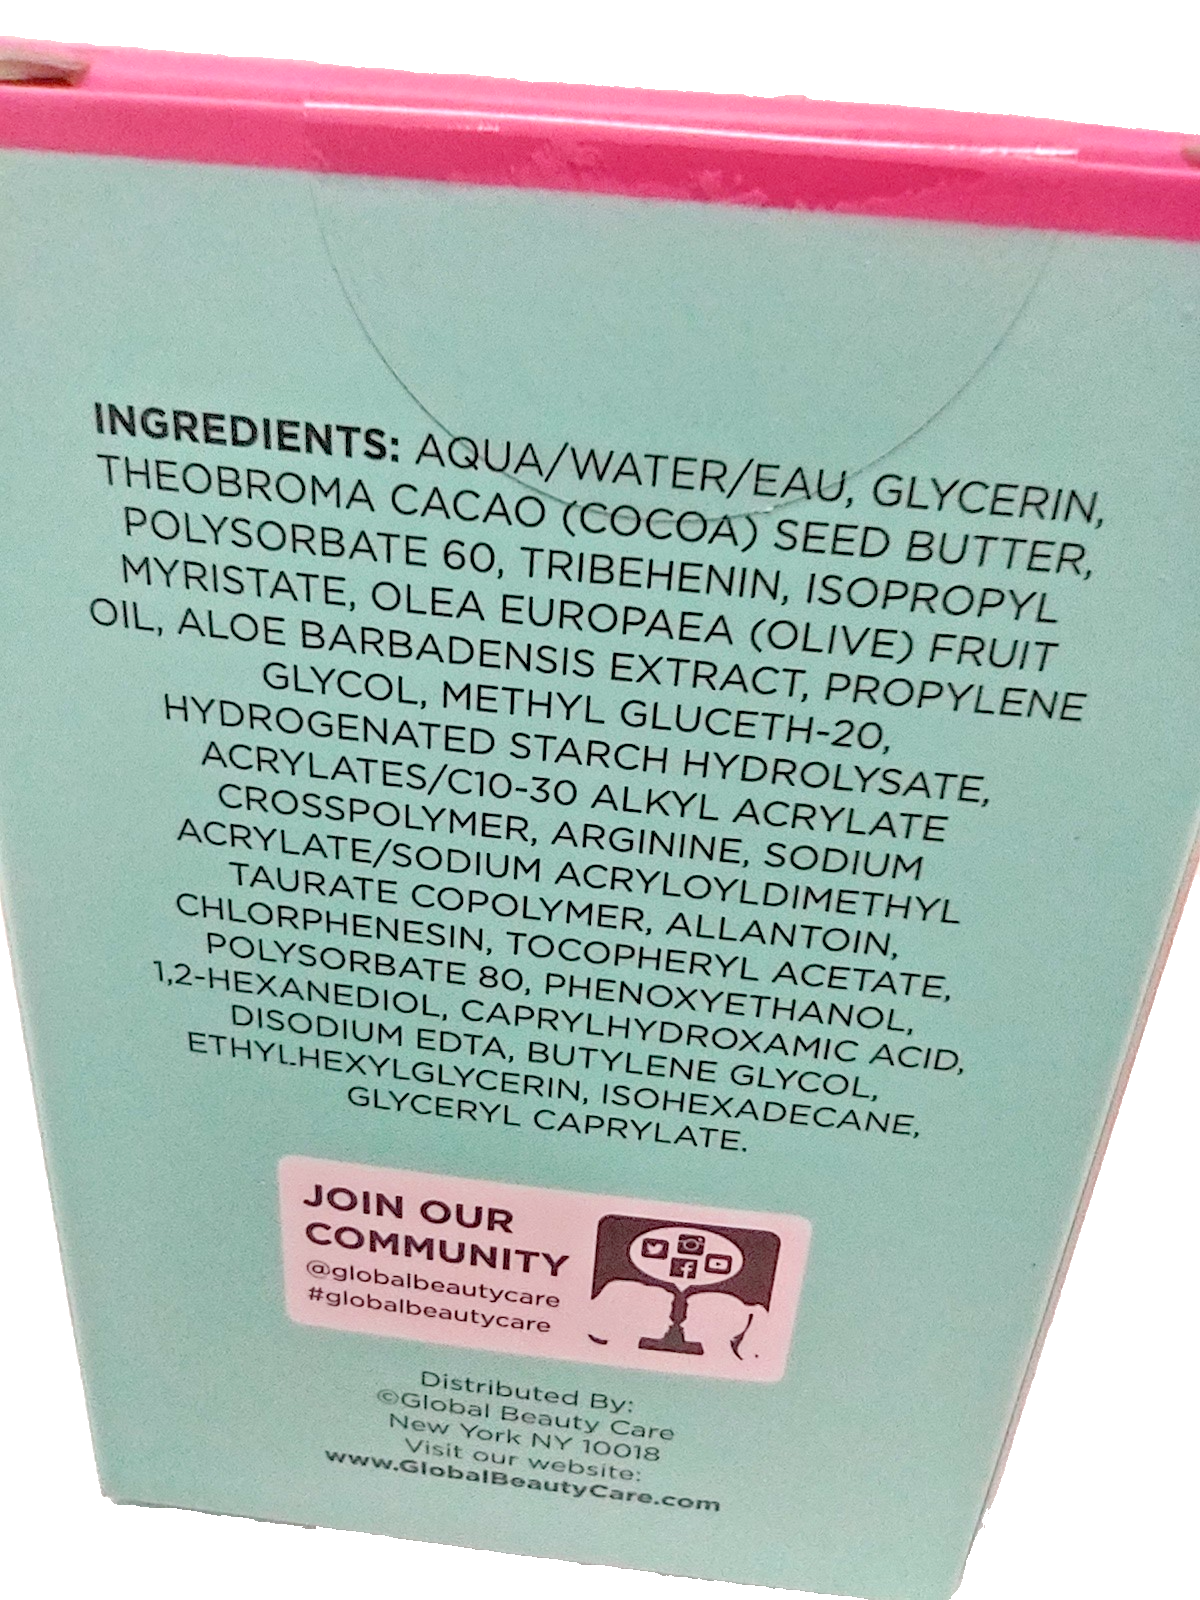 INGREDIENTS: AQUA/WATER/EAU, GLYCERIN,
THEOBROMA CACAO (COCOA) SEED BUTTER,
POLYSORBATE 60, TRIBEHENIN, ISOPROPYL
MYRISTATE, OLEA EUROPAEA (OLIVE) FRUIT
OIL, ALOE BARBADENSIS EXTRACT, PROPYLENE
GLYCOL, METHYL GLUCETH-20,
HYDROGENATED STARCH HYDROLYSATE,
ACRYLATES/C10-30 ALKYL ACRYLATE
CROSSPOLYMER, ARGININE, SODIUM
ACRYLATE/SODIUM ACRYLOYLDIMETHYL
TAURATE COPOLYMER, ALLANTOIN,
CHLORPHENESIN, TOCOPHERYL ACETATE,
POLYSORBATE 80, PHENOXYETHANOL,
1,2-HEXANEDIOL, CAPRYLHYDROXAMIC ACID,
DISODIUM EDTA, BUTYLENE GLYCOL,
ETHYLHEXYLGLYCERIN, ISOHEXADECANE,
GLYCERYL CAPRYLATE.
JOIN OUR
COMMUNITY
@globalbeautycare
#globalbeautycare
Distributed By:
©Global Beauty Care
New York NY 10018
Visit our website:
www.GlobalBeautyCare.com